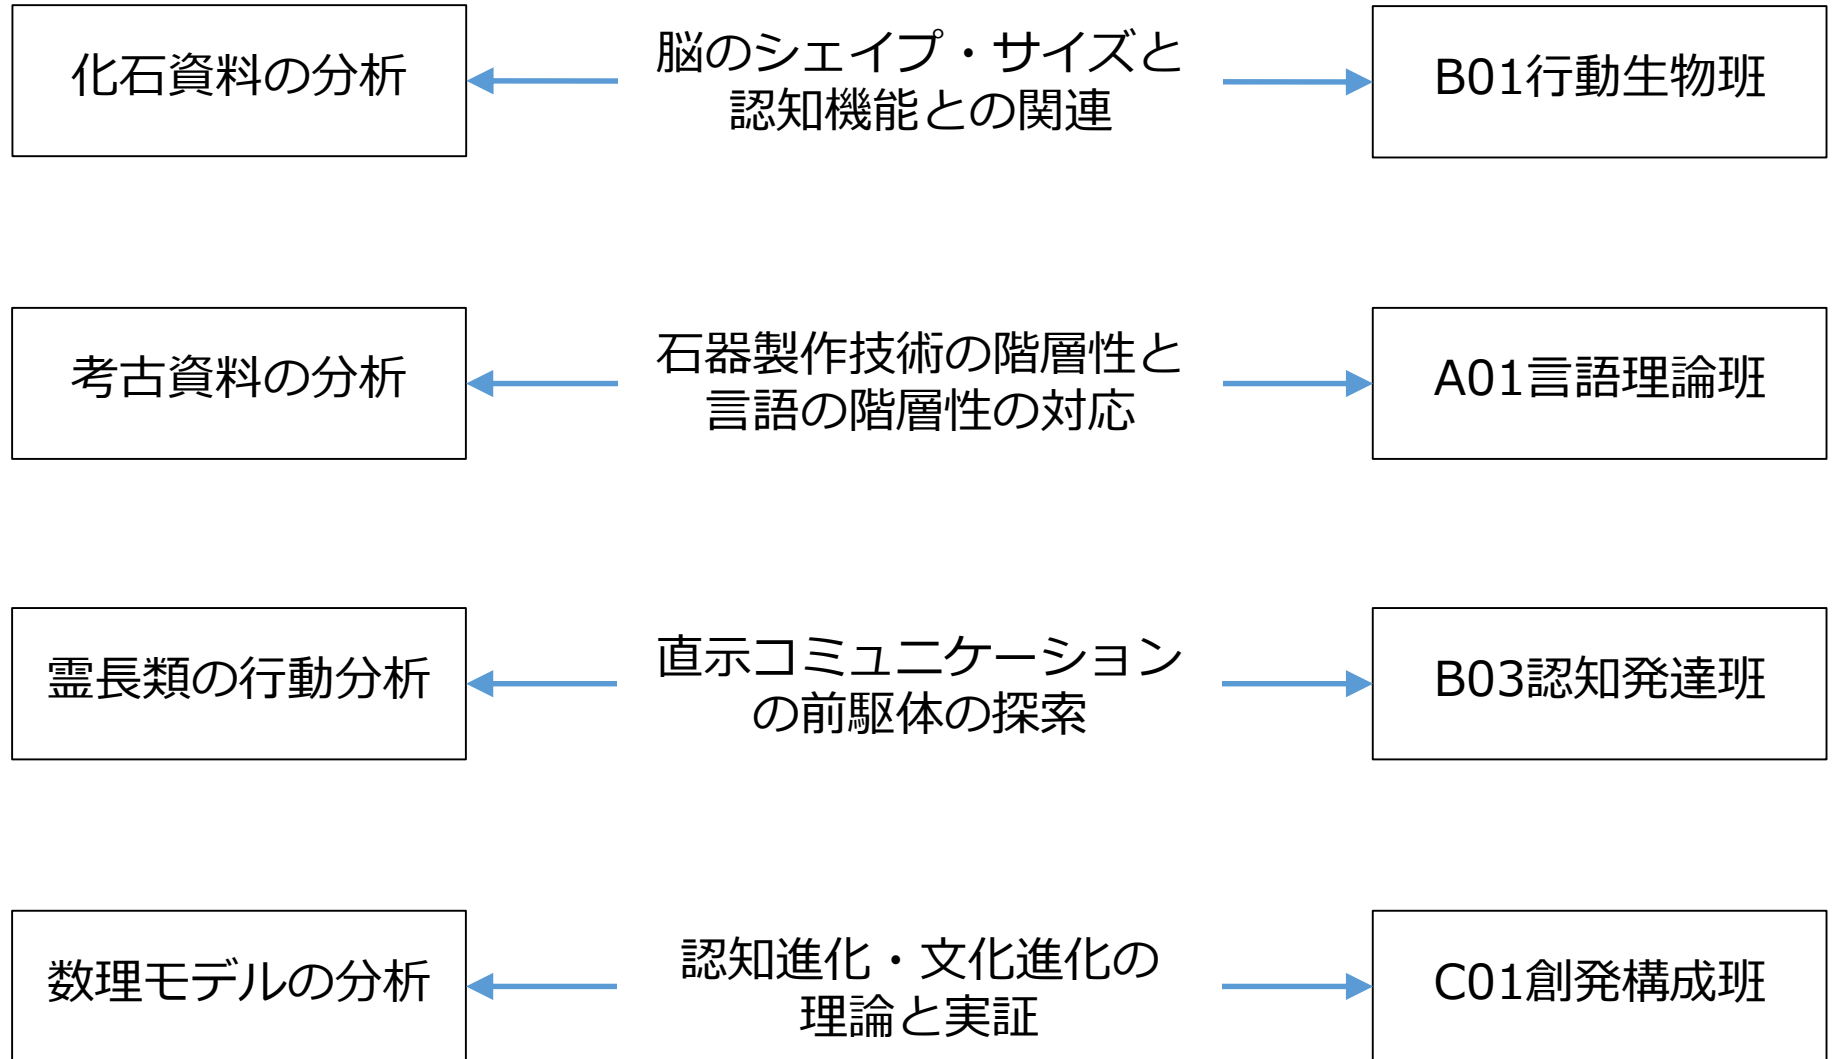 化石資料の分析
脳のシェイプ・サイズと
認知機能との関連
B01行動生物班
考古資料の分析
石器製作技術の階層性と
言語の階層性の対応
A01言語理論班
霊長類の行動分析
直示コミュニケーション
の前駆体の探索
B03認知発達班
数理モデルの分析
認知進化・文化進化の
理論と実証
C01創発構成班